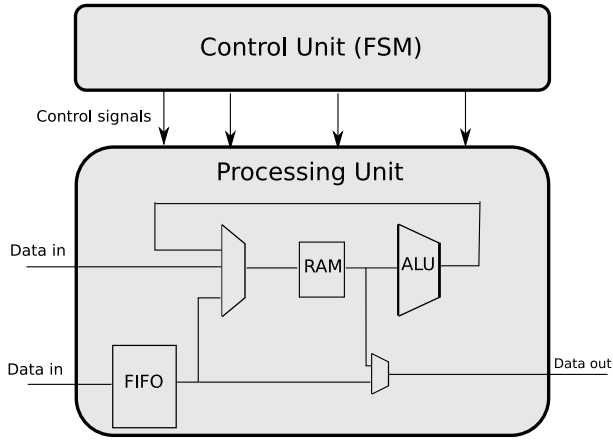 Control Unit (FSM)
Control signals
Processing Unit
Data in
RAM
ALU
Data in
FIFO
Data out